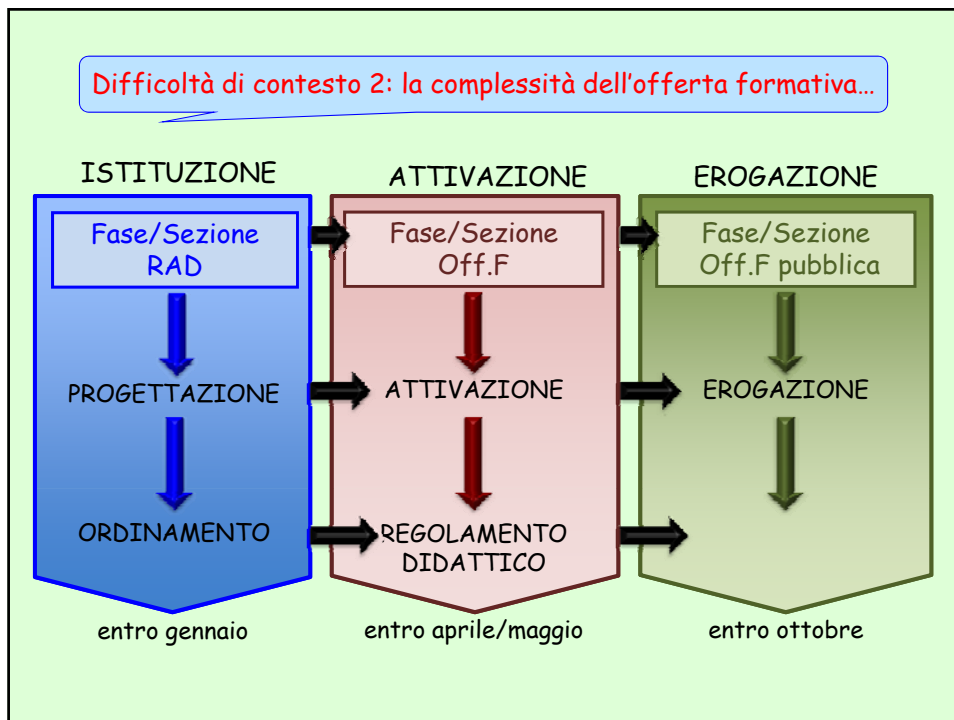 Difficoltà di contesto 2: la complessità dell’offerta formativa…
ISTITUZIONE
ATTIVAZIONE
EROGAZIONE
Fase/Sezione
RAD
Fase/Sezione
Off.F
Fase/Sezione
Off.F pubblica
PROGETTAZIONE
ATTIVAZIONE
EROGAZIONE
ORDINAMENTO
REGOLAMENTO
DIDATTICO
entro gennaio
entro aprile/maggio
entro ottobre